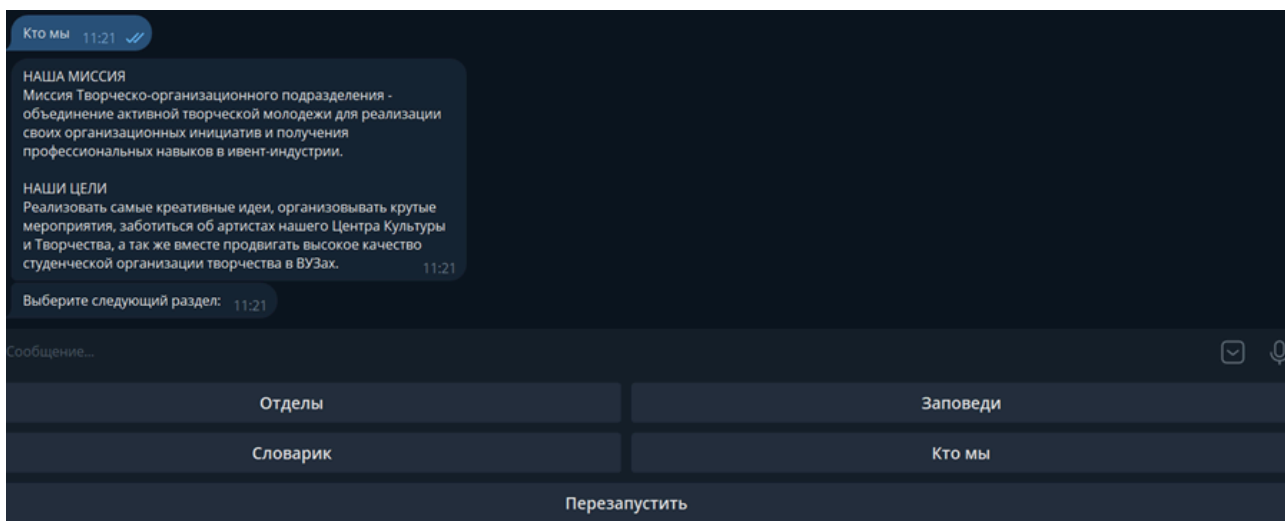 Кто мы 11:21
НАША МИССИЯ
Миссия Творческо-организационного подразделения -
объединение активной творческой молодежи для реализации
своих организационных инициатив и получения
профессиональных навыков в ивент-индустрии.
НАШИ ЦЕЛИ
Реализовать самые креативные идеи, организовывать крутые
мероприятия, заботиться об артистах нашего Центра Культуры
и Творчества, а так же вместе продвигать высокое качество
студенческой организации творчества в ВУЗах. 11:21
Выберите следующий раздел: 11:21
Сообщение...
Отделы Заповеди
Словарик Кто мы
Перезапустить